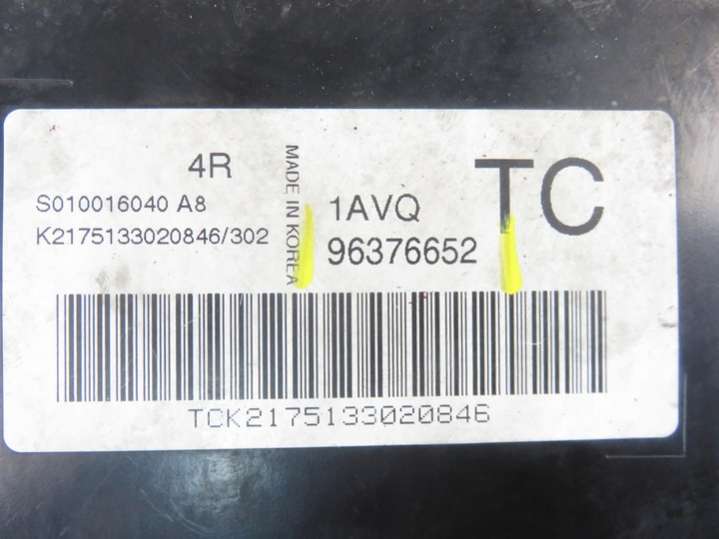 4R
S010016040 A8
K2175133020846/302
MADE IN KOREA
1AVQ
96376652
TC
TCK2175133020846